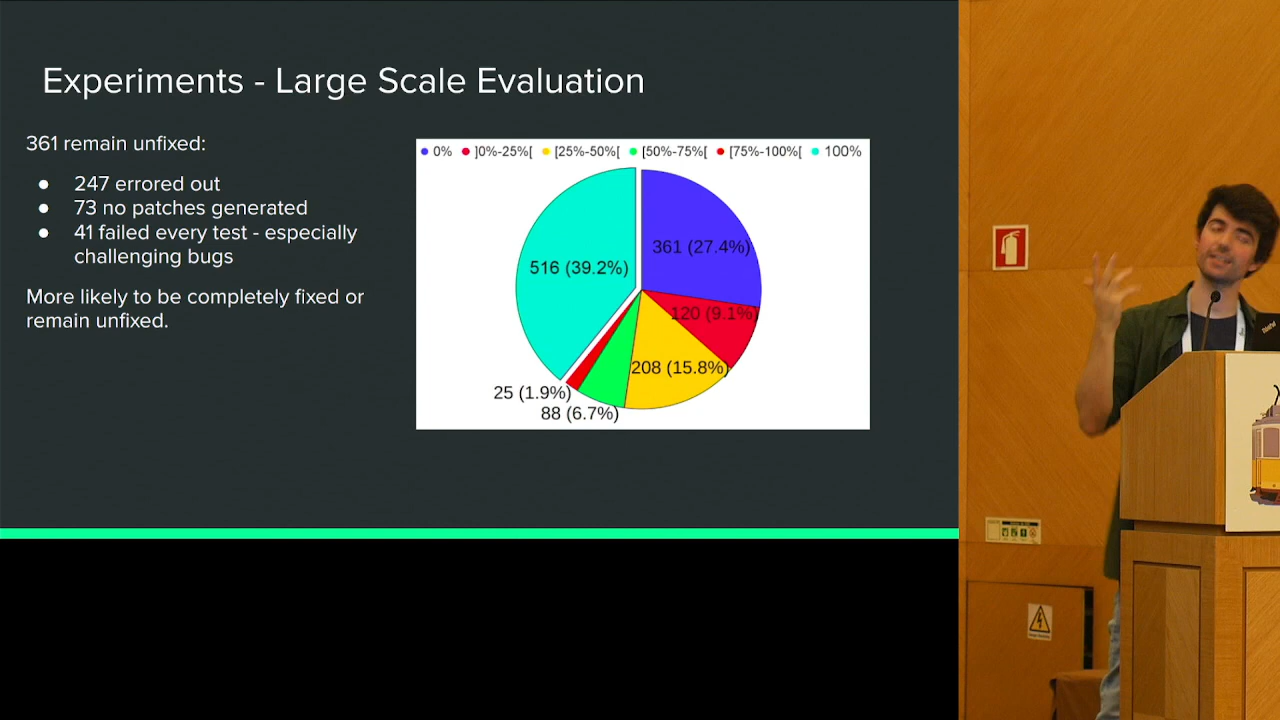 Experiments - Large Scale Evaluation
361 remain unfixed:
● 247 errored out
● 73 no patches generated
● 41 failed every test - especially
challenging bugs
More likely to be completely fixed or
remain unfixed.
0% ]0%-25%[ [25%-50%[ [50%-75%[ [75%-100%[ 100%
361 (27.4%)
516 (39.2%)
120 (9.1%)
208 (15.8%)
25 (1.9%)
88 (6.7%)
ThinkPad